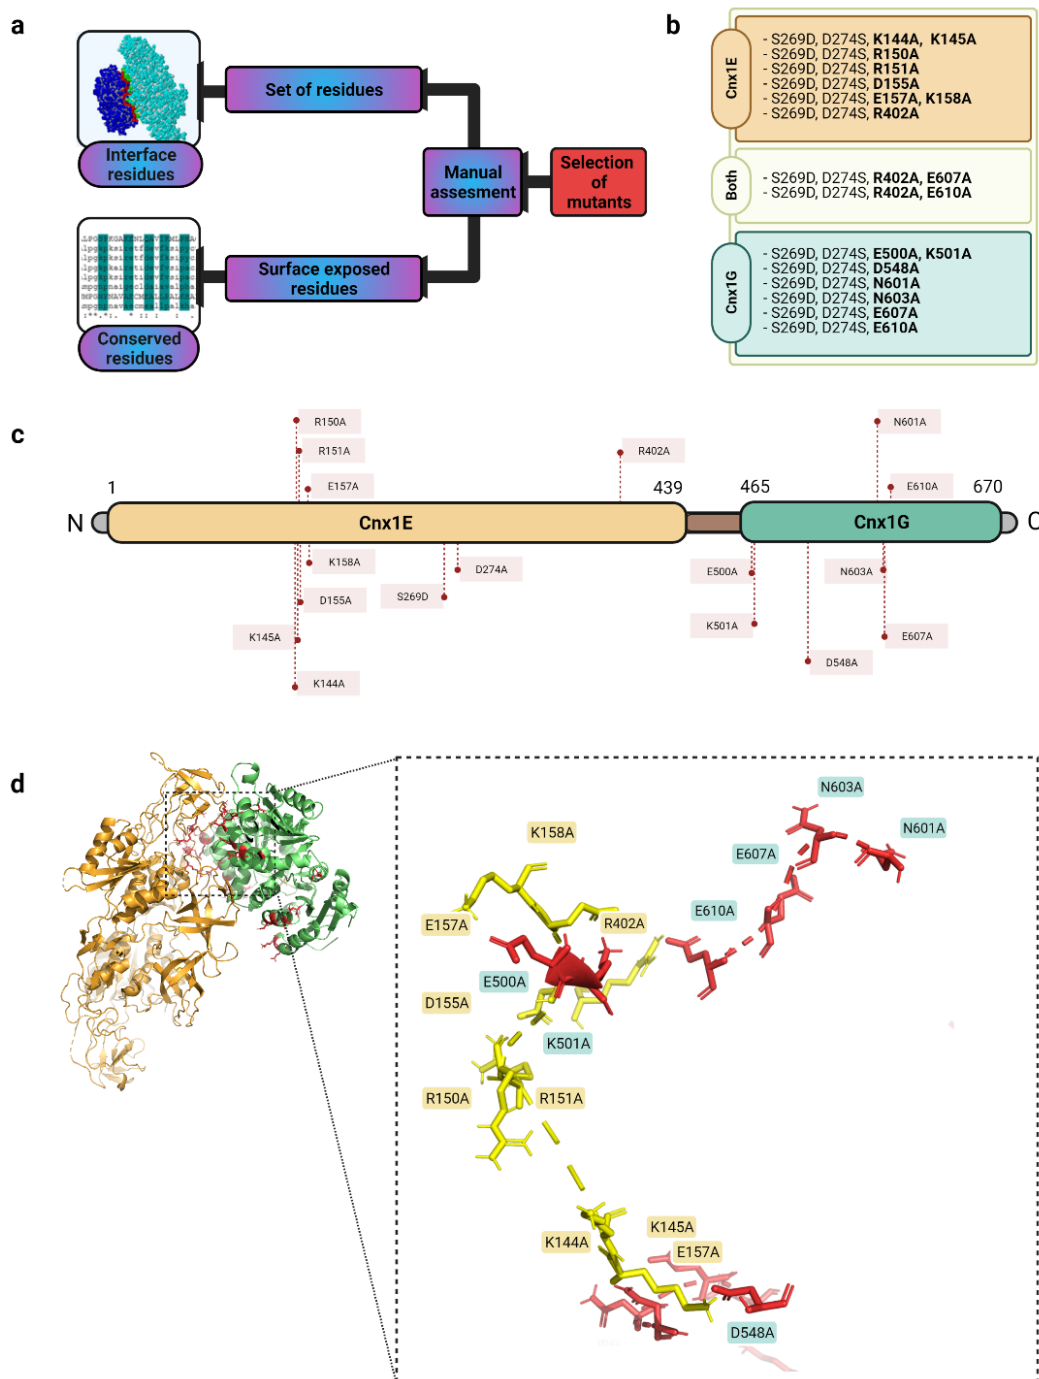 a
Set of residues
Interface
residues
Manual
assesment
Selection
of
mutants
Surface exposed
residues
Conserved
residues
b
Cnx1E
- S269D, D274S, K144A, K145A
- S269D, D274S, R150A
- S269D, D274S, R151A
- S269D, D274S, D155A
- S269D, D274S, E157A, K158A
- S269D, D274S, R402A
Both
- S269D, D274S, R402A, E607A
- S269D, D274S, R402A, E610A
Cnx1G
- S269D, D274S, E500A, K501A
- S269D, D274S, D548A
- S269D, D274S, N601A
- S269D, D274S, N603A
- S269D, D274S, E607A
- S269D, D274S, E610A
c
R150A
N601A
R151A
R402A
E157A
E610A
1
439
465
670
N
Cnx1E
Cnx1G
C
K158A
D274A
E500A
N603A
S269D
D155A
K501A
K145A
E607A
D548A
K144A
d
N603A
K158A
N601A
E607A
E610A
E157A
R402A
E500A
D155A
K501A
R150A
R151A
K145A
K144A
E157A
D548A